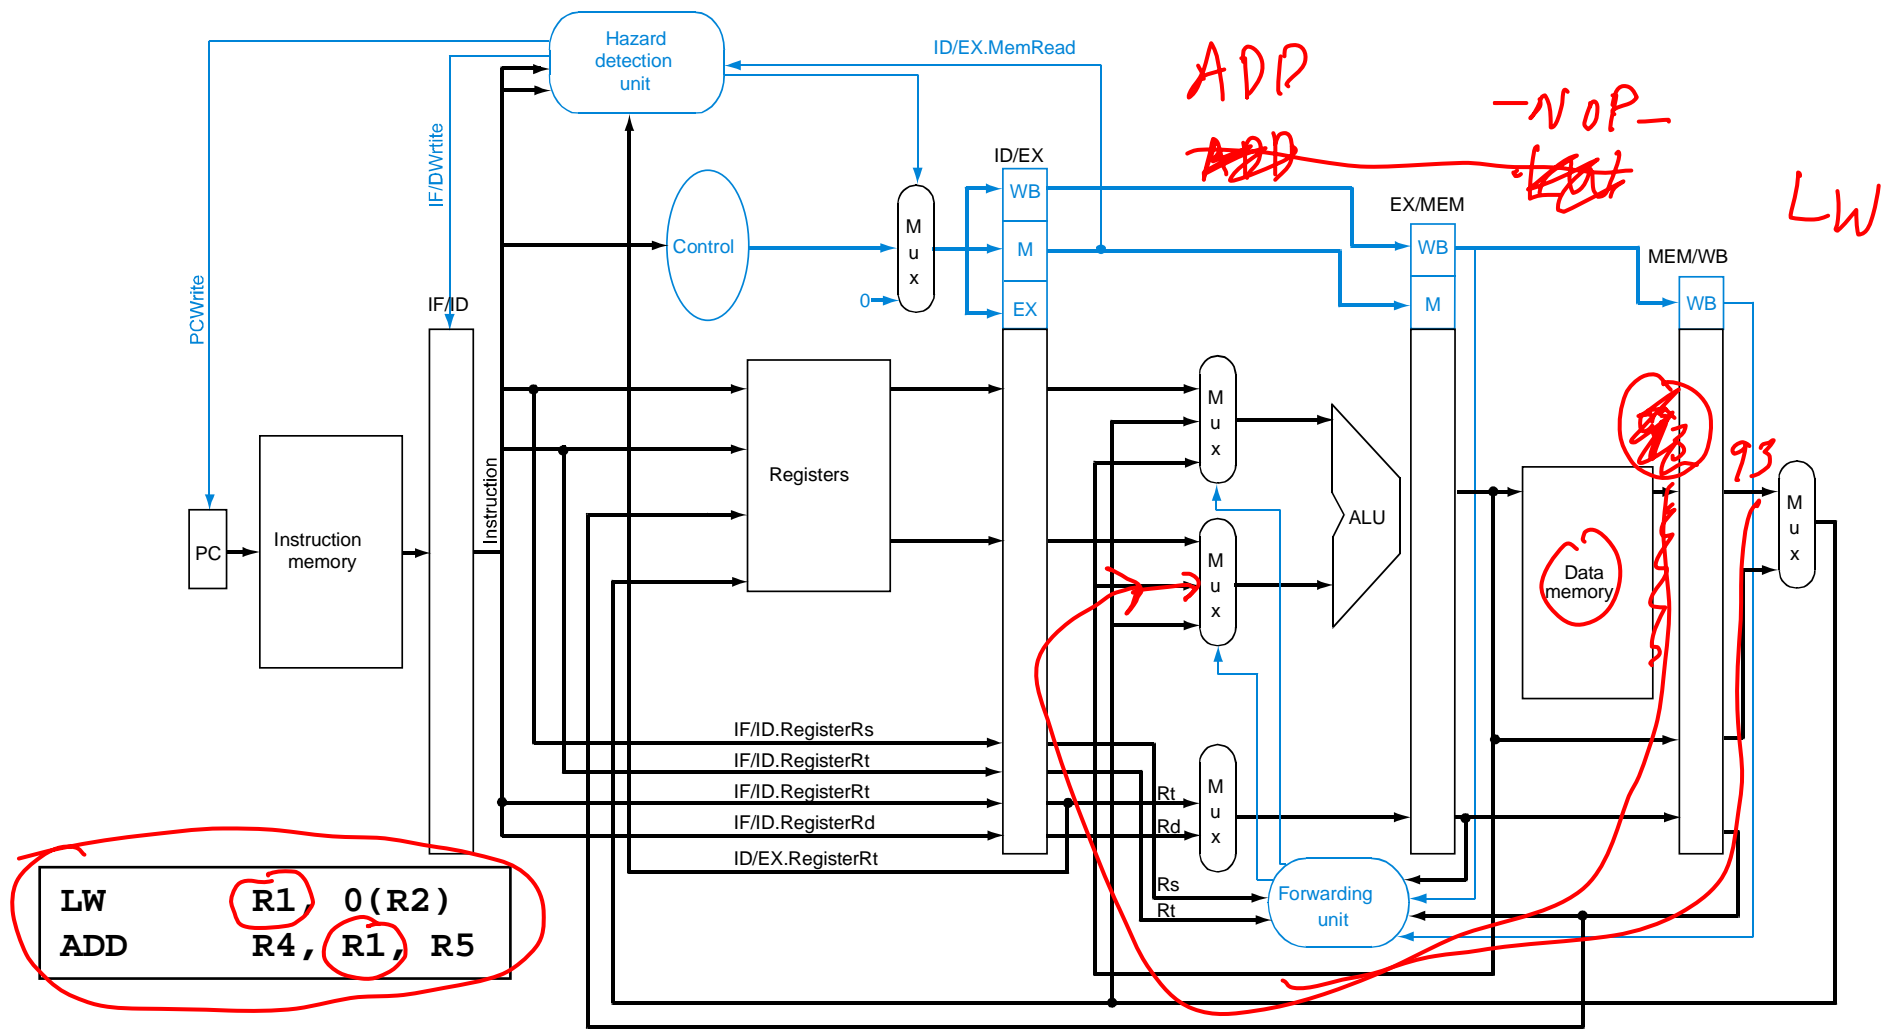 Hazard
detection
unit
ID/EX.MemRead
ADD
-NOP-
ADD
LW
IF/DWrtite
ID/EX
WB
EX/MEM
Control
M
u
x
M
WB
MEM/WB
PCWrite
IF/ID
0
EX
M
WB
M
u
x
93
Instruction
Registers
M
u
x
PC
Instruction
memory
ALU
M
u
x
Data
memory
IF/ID.RegisterRs
IF/ID.RegisterRt
IF/ID.RegisterRt
Rt
M
u
x
IF/ID.RegisterRd
Rd
ID/EX.RegisterRt
Rs
Rt
Forwarding
unit
LW R1, 0(R2)
ADD R4, R1, R5